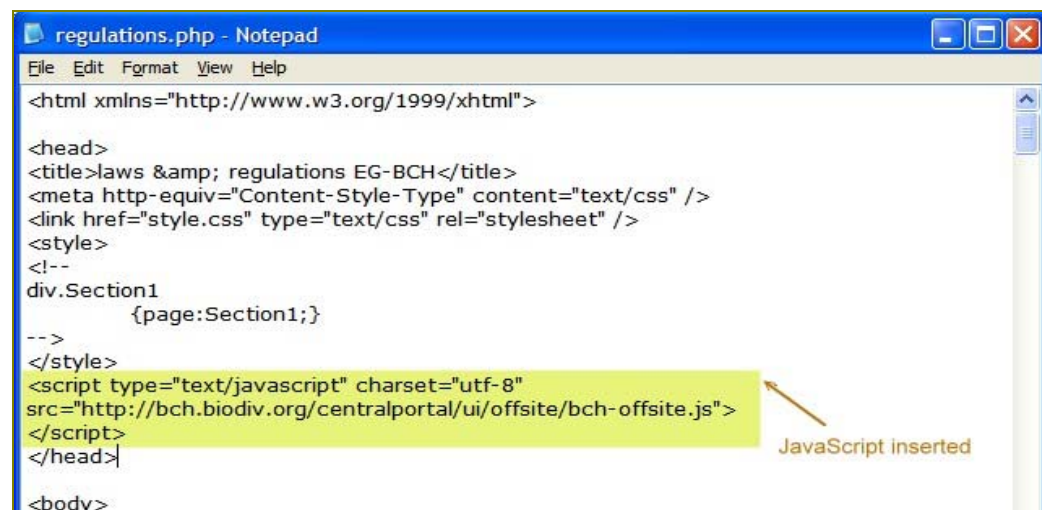 regulations.php - Notepad
File Edit Format View Help
<html xmlns="http://www.w3.org/1999/xhtml">
<head>
<title>laws &amp; regulations EG-BCH</title>
<meta http-equiv="Content-Style-Type" content="text/css" />
<link href="style.css" type="text/css" rel="stylesheet" />
<style>
<!--
div.Section1
{page:Section1;}
-->
</style>
<script type="text/javascript" charset="utf-8"
src="http://bch.biodiv.org/centralportal/ui/offsite/bch-offsite.js">
</script>
JavaScript inserted
</head>
<body>